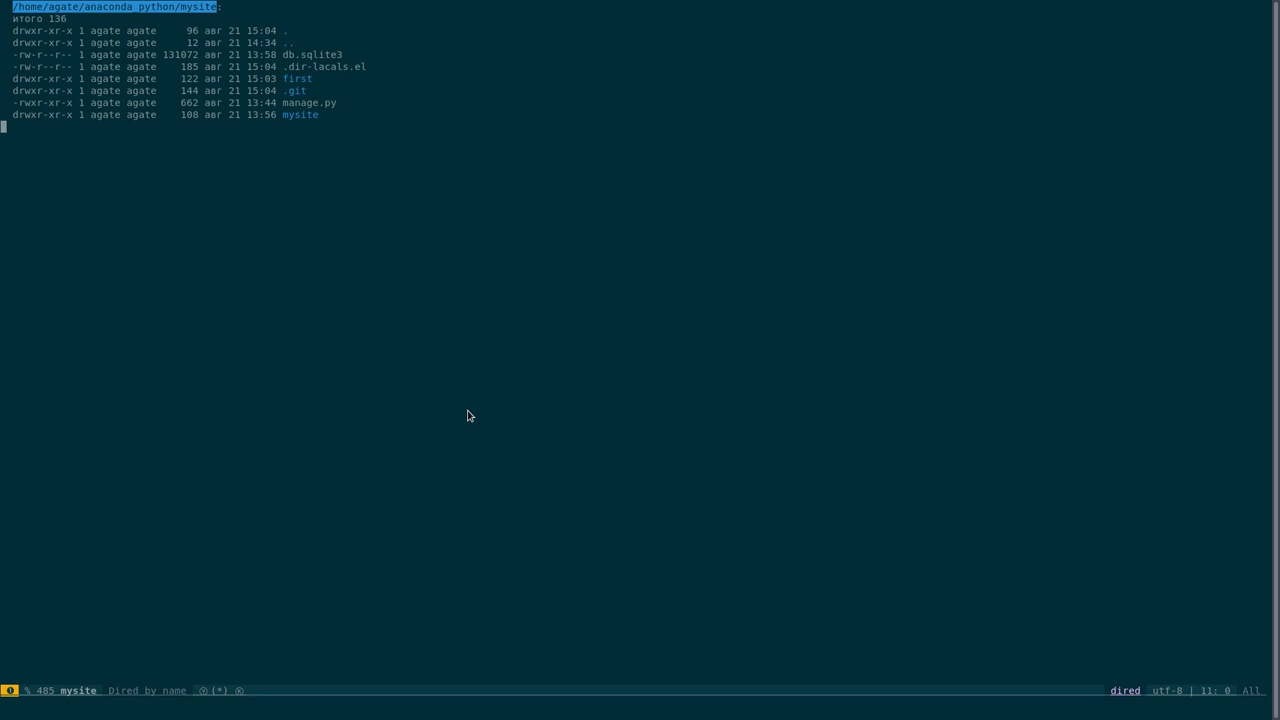 /home/agate/anaconda_python/mysite:
итого 136
drwxr-xr-x 1 agate agate     96 авг 21 15:04 .
drwxr-xr-x 1 agate agate     12 авг 21 14:34 ..
-rw-r--r-- 1 agate agate 131072 авг 21 13:58 db.sqlite3
-rw-r--r-- 1 agate agate    185 авг 21 15:04 .dir-lacals.el
drwxr-xr-x 1 agate agate    122 авг 21 15:03 first
drwxr-xr-x 1 agate agate    144 авг 21 15:04 .git
-rwxr-xr-x 1 agate agate    662 авг 21 13:44 manage.py
drwxr-xr-x 1 agate agate    108 авг 21 13:56 mysite
❶ % 485 mysite Dired by name ⓨ(*) Ⓚ dired utf-8 | 11: 0 All